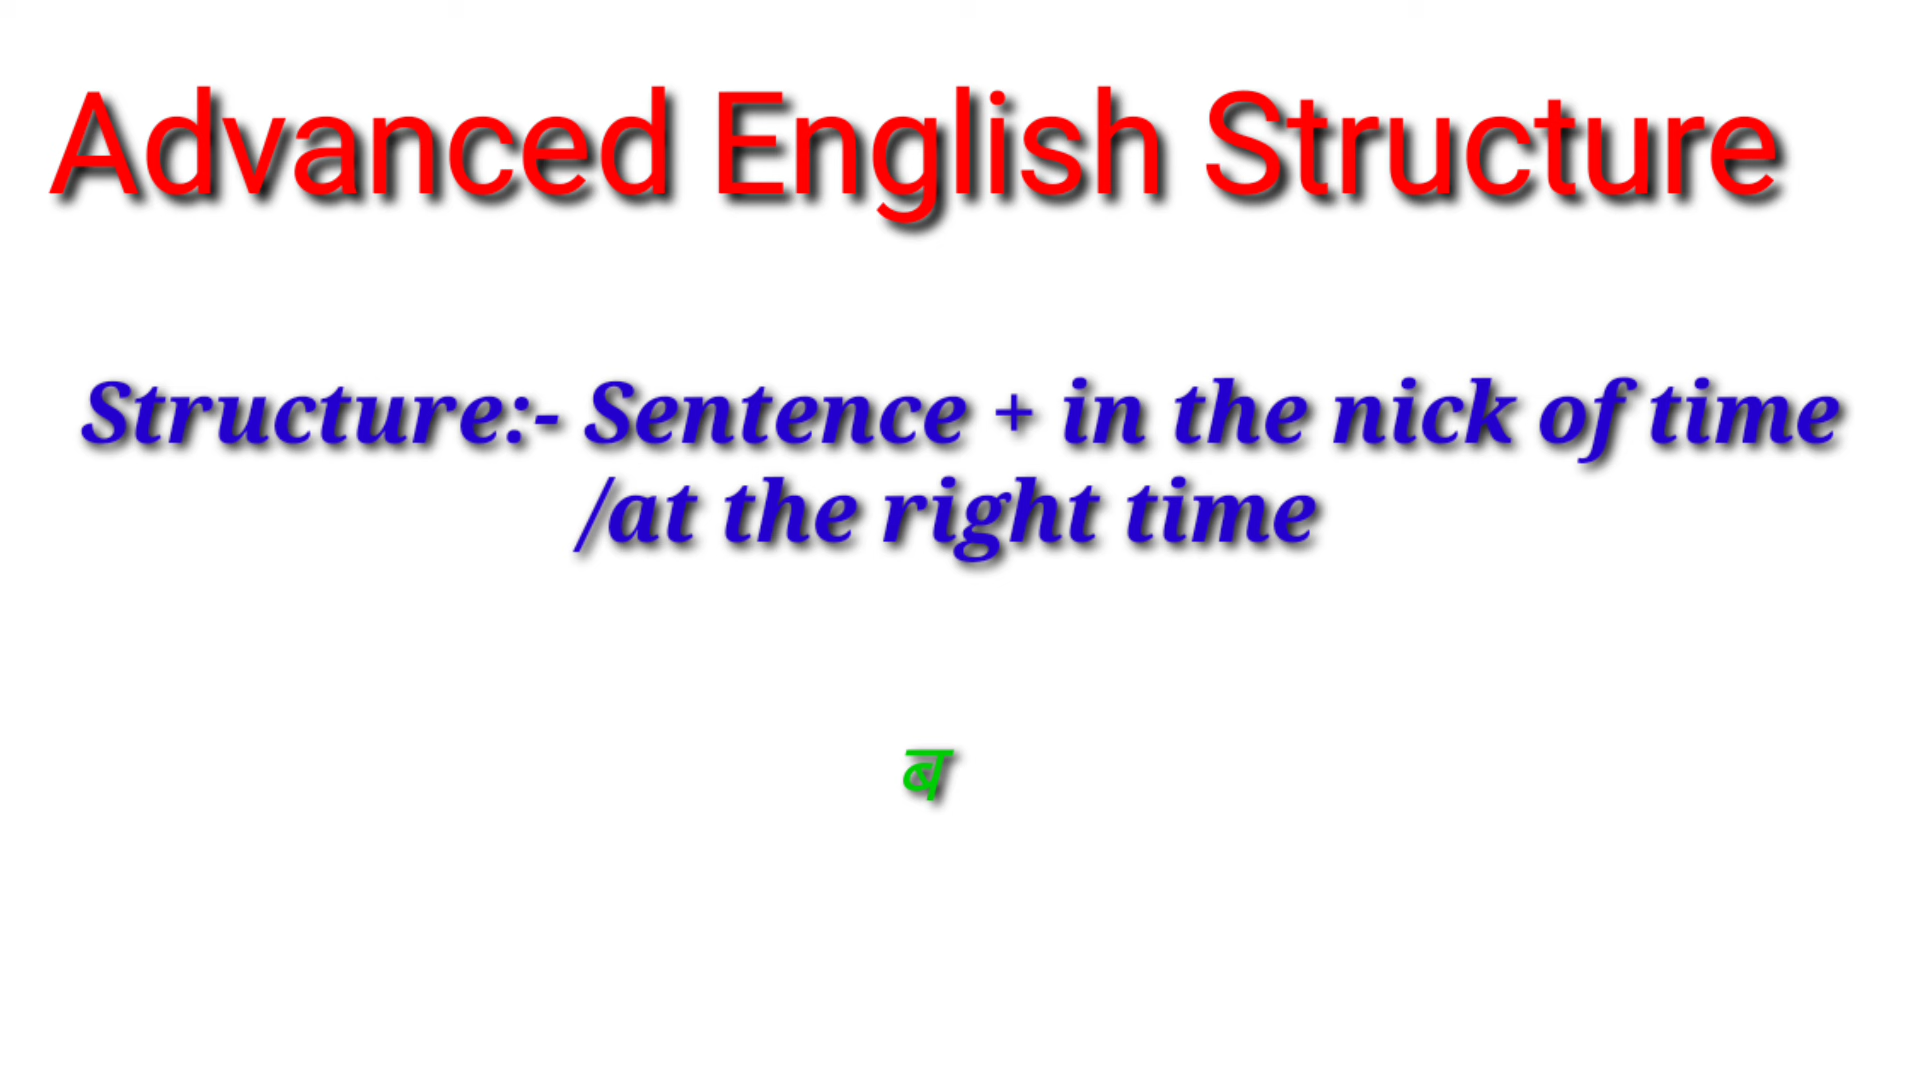 Advanced English Structure
Structure:- Sentence + in the nick of time
/at the right time
ब